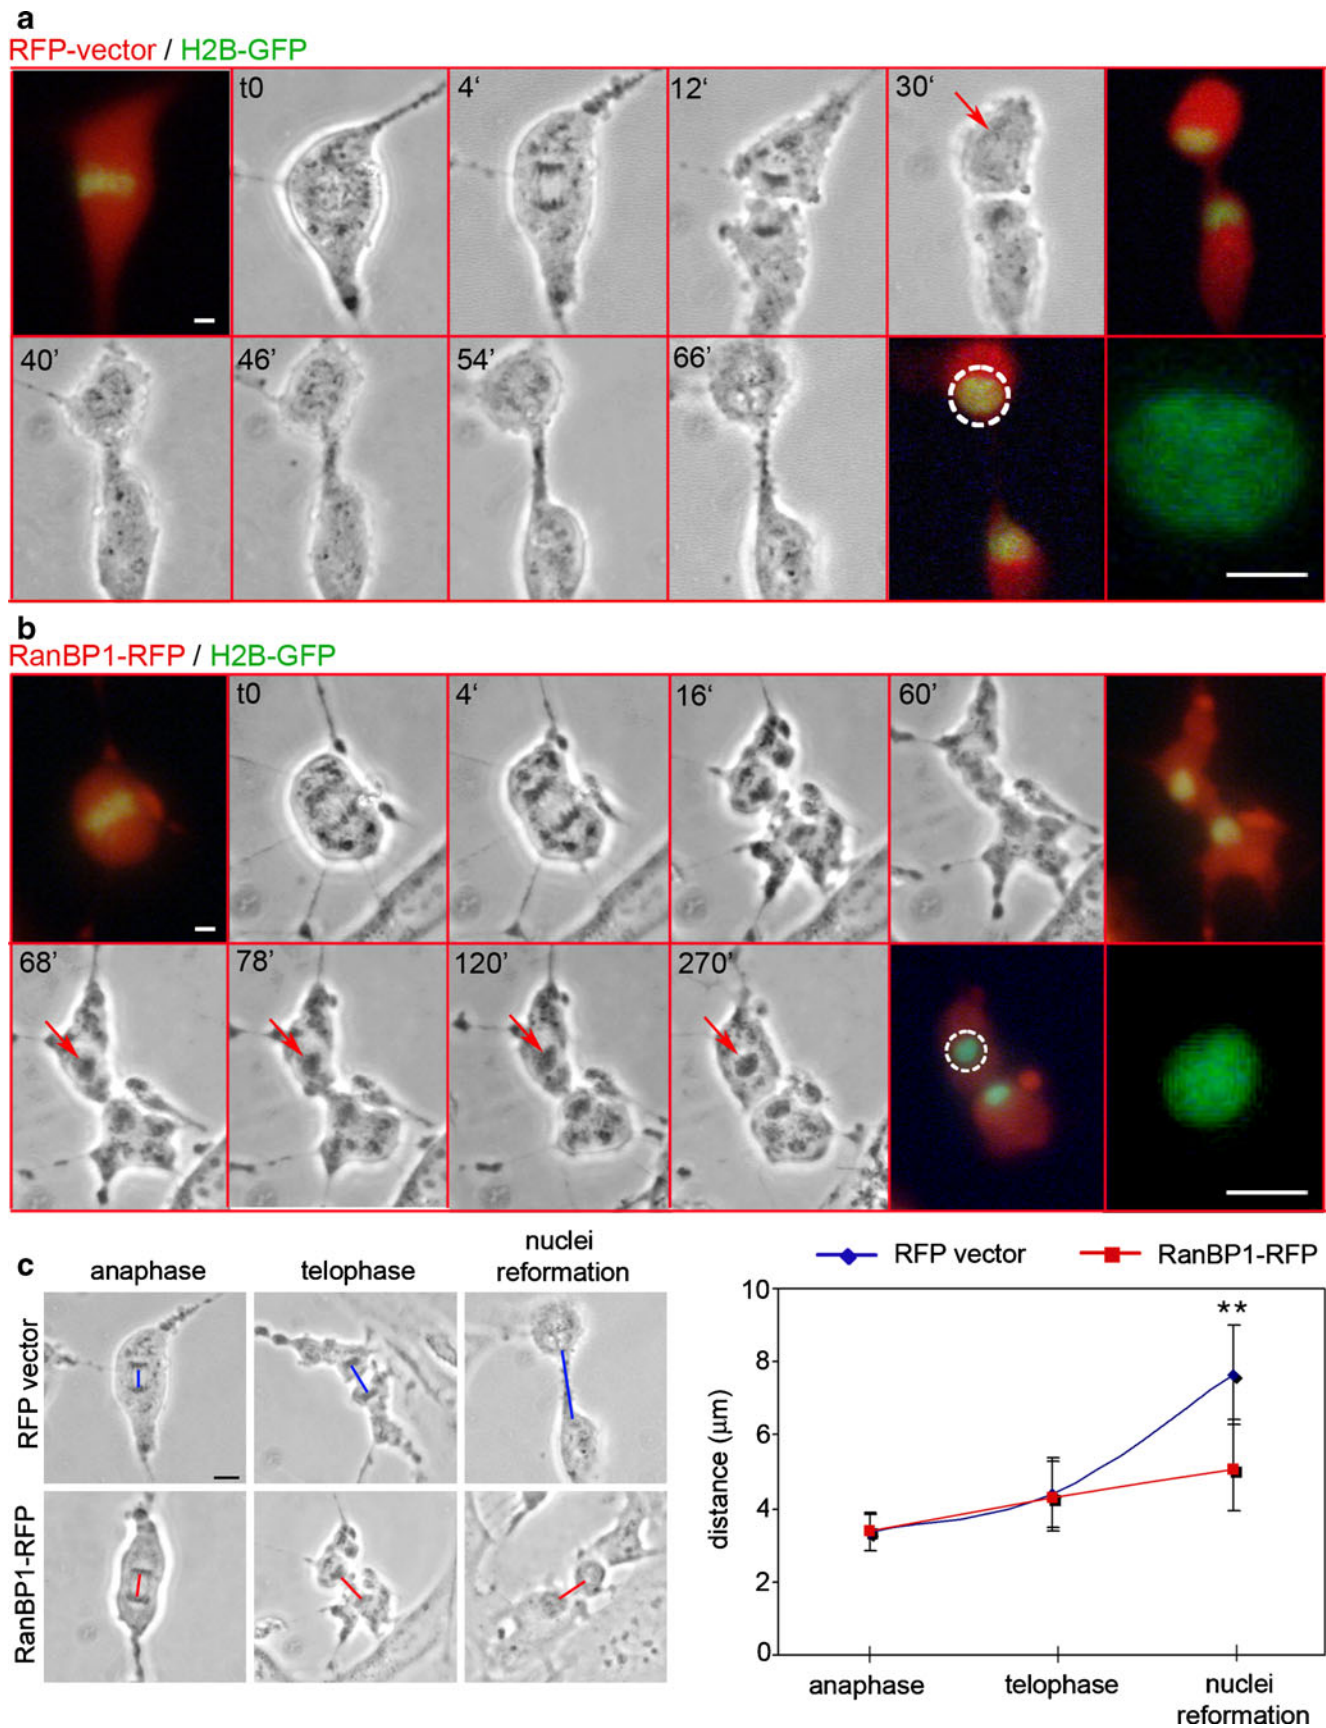 a
RFP-vector / H2B-GFP
t0
4‘
12‘
30‘
40’
46’
54’
66’
b
RanBP1-RFP / H2B-GFP
t0
4‘
16‘
60’
68’
78’
120’
270’
c
anaphase
telophase
nuclei
reformation
RFP vector
RanBP1-RFP
RFP vector
RanBP1-RFP
distance (µm)
10
8
6
4
2
0
**
anaphase
telophase
nuclei
reformation